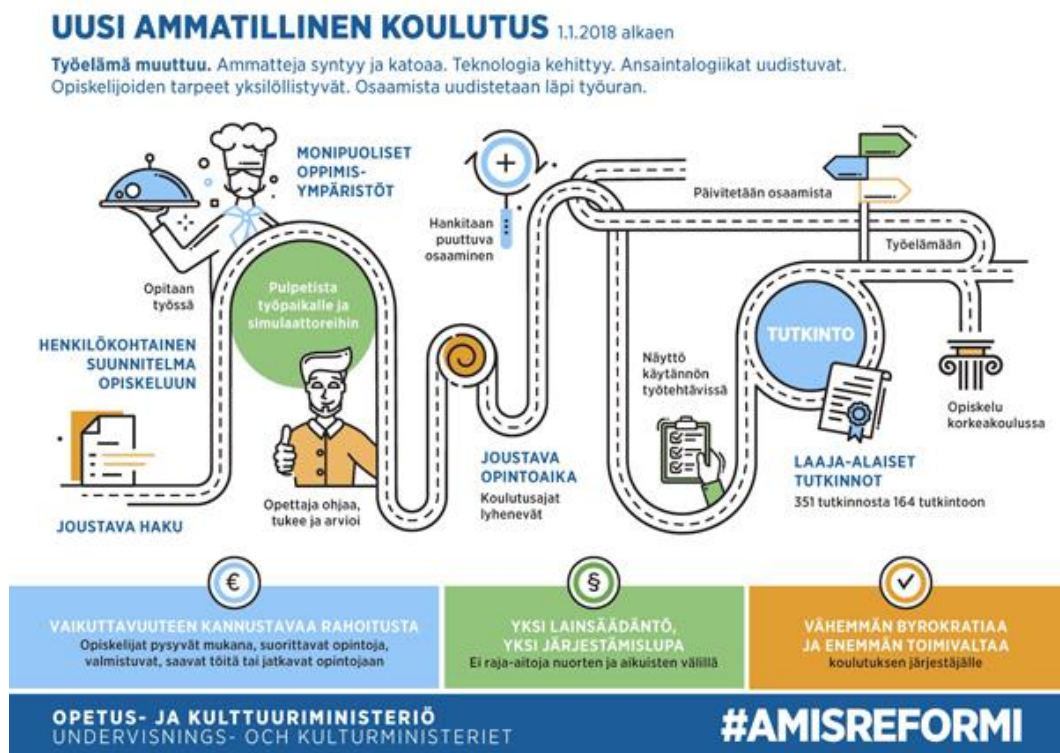 UUSI AMMATILLINEN KOULUTUS 1.1.2018 alkaen
Työelämä muuttuu. Ammatteja syntyy ja katoaa. Teknologia kehittyy. Ansaintalogiikat uudistuvat.
Opiskelijoiden tarpeet yksilöllistyvät. Osaamista uudistetaan läpi työuran.
MONIPUOLISET
OPPIMIS-
YMPÄRISTÖT
Opitaan
työssä
Pulpetista
työpaikalle ja
simulaattoreihin
HENKILÖKOHTAINEN
SUUNNITELMA
OPISKELUUN
JOUSTAVA HAKU
Opettaja ohjaa,
tukee ja arvioi
Hankitaan
puuttuva
osaaminen
JOUSTAVA
OPINTOAIKA
Koulutusajat
lyhenevät
Päivitetään osaamista
Työelämään
Näyttö
käytännön
työtehtävissä
TUTKINTO
Opiskelu
korkeakoulussa
LAAJA-ALAISET
TUTKINNOT
351 tutkinnosta 164 tutkintoon
€
VAIKUTTAVUUTEEN KANNUSTAVAA RAHOITUSTA
Opiskelijat pysyvät mukana, suorittavat opintoja,
valmistuvat, saavat töitä tai jatkavat opintojaan
§
YKSI LAINSÄÄDÄNTÖ,
YKSI JÄRJESTÄMISLUPA
Ei raja-aitoja nuorten ja aikuisten välillä
VÄHEMMÄN BYROKRATIAA
JA ENEMMÄN TOIMIVALTAA
koulutuksen järjestäjälle
OPETUS- JA KULTTUURIMINISTERIÖ
UNDERVISNINGS- OCH KULTURMINISTERIET
#AMISREFORMI